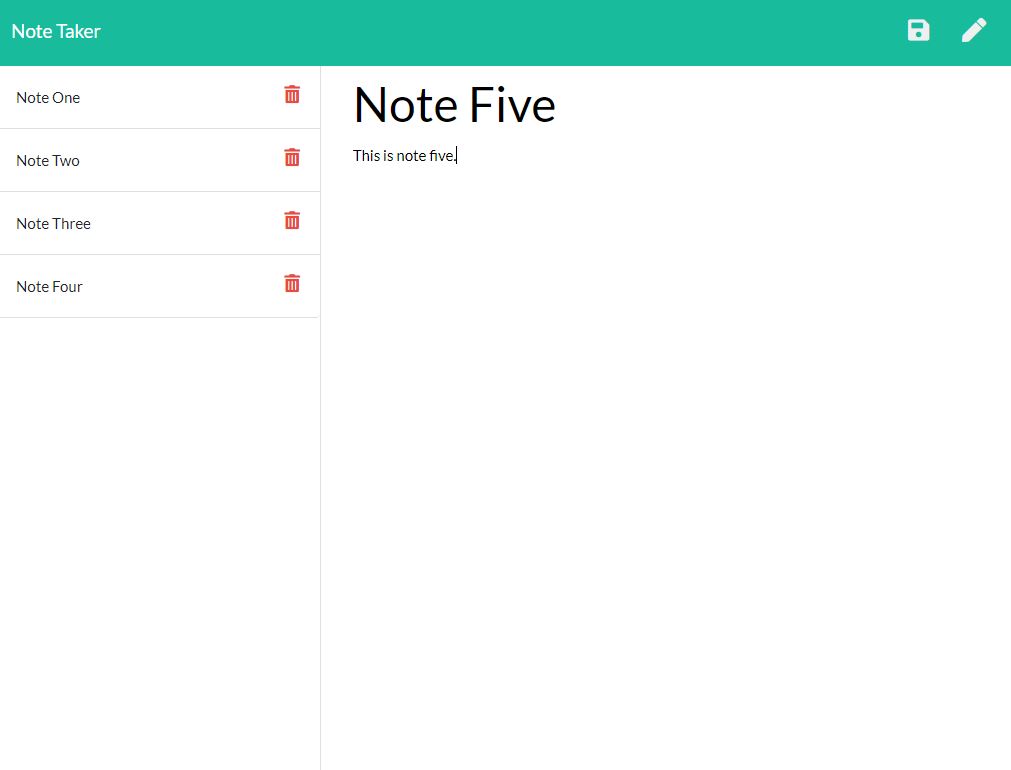 Note Taker
Note One
Note Two
Note Three
Note Four
Note Five
This is note five.